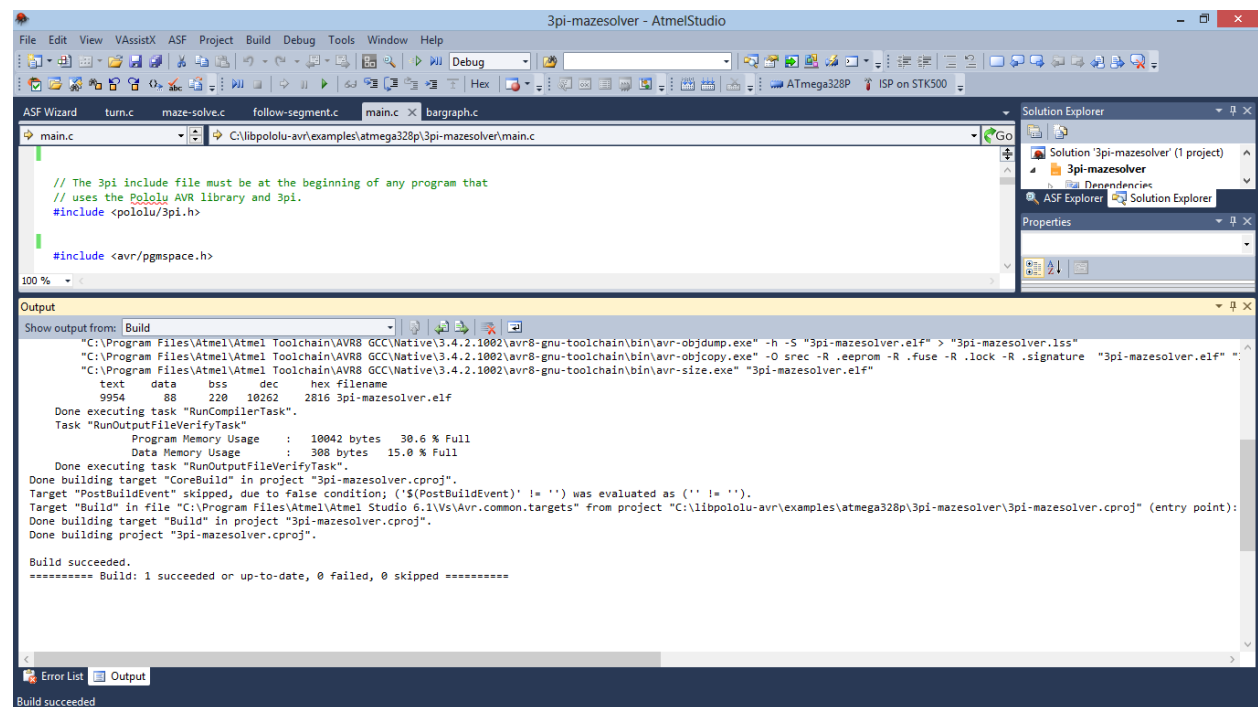 3pi-mazesolver - AtmelStudio
File Edit View VAssistX ASF Project Build Debug Tools Window Help
Debug
Hex ATmega328P ISP on STK500
ASF Wizard turn.c maze-solve.c follow-segment.c main.c bargraph.c
main.c C:\libpololu-avr\examples\atmega328p\3pi-mazesolver\main.c Go
// The 3pi include file must be at the beginning of any program that
// uses the Pololu AVR library and 3pi.
#include <pololu/3pi.h>
#include <avr/pgmspace.h>
100 %
Solution Explorer
Solution '3pi-mazesolver' (1 project)
3pi-mazesolver
Dependencies
ASF Explorer Solution Explorer
Properties
Output
Show output from: Build
"C:\Program Files\Atmel\Atmel Toolchain\AVR8 GCC\Native\3.4.2.1002\avr8-gnu-toolchain\bin\avr-objdump.exe" -h -S "3pi-mazesolver.elf" > "3pi-mazesolver.lss"
"C:\Program Files\Atmel\Atmel Toolchain\AVR8 GCC\Native\3.4.2.1002\avr8-gnu-toolchain\bin\avr-objcopy.exe" -O srec -R .eeprom -R .fuse -R .lock -R .signature "3pi-mazesolver.elf" "
"C:\Program Files\Atmel\Atmel Toolchain\AVR8 GCC\Native\3.4.2.1002\avr8-gnu-toolchain\bin\avr-size.exe" "3pi-mazesolver.elf"
text data bss dec hex filename
9954 88 220 10262 2816 3pi-mazesolver.elf
Done executing task "RunCompilerTask".
Task "RunOutputFileVerifyTask"
Program Memory Usage : 10042 bytes 30.6 % Full
Data Memory Usage : 308 bytes 15.0 % Full
Done executing task "RunOutputFileVerifyTask".
Done building target "CoreBuild" in project "3pi-mazesolver.cproj".
Target "PostBuildEvent" skipped, due to false condition; ('$(PostBuildEvent)' != '') was evaluated as ('' != '').
Target "Build" in file "C:\Program Files\Atmel\Atmel Studio 6.1\Vs\Avr.common.targets" from project "C:\libpololu-avr\examples\atmega328p\3pi-mazesolver\3pi-mazesolver.cproj" (entry point):
Done building target "Build" in project "3pi-mazesolver.cproj".
Done building project "3pi-mazesolver.cproj".
Build succeeded.
========== Build: 1 succeeded or up-to-date, 0 failed, 0 skipped ==========
Error List Output
Build succeeded